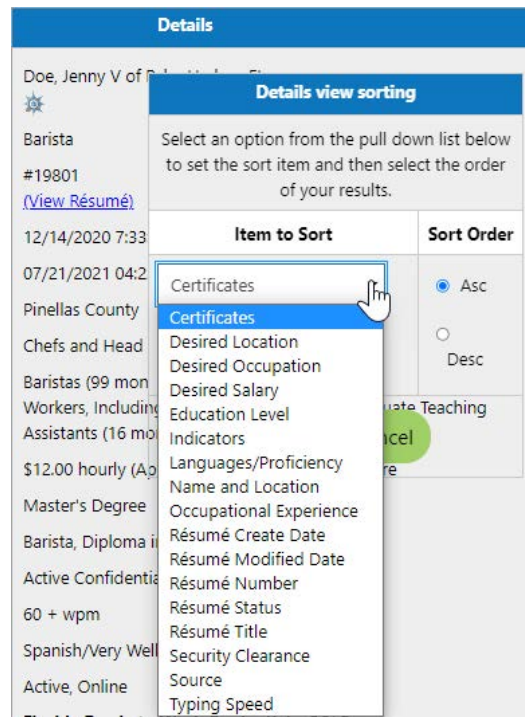 Details
Doe, Jenny V of
Details view sorting
Barista
Select an option from the pull down list below
to set the sort item and then select the order
of your results.
#19801
(View Résumé)
12/14/2020 7:33
Item to Sort
Sort Order
07/21/2021 04:2
Certificates
Asc
Desc
Pinellas County
Chefs and Head
Baristas (99 mon
Workers, Including
uate Teaching
Assistants (16 mo
cel
$12.00 hourly (Ap
re
Master's Degree
Barista, Diploma i
Active Confidentia
60 + wpm
Spanish/Very Well
Active, Online
Certificates
Desired Location
Desired Occupation
Desired Salary
Education Level
Indicators
Languages/Proficiency
Name and Location
Occupational Experience
Résumé Create Date
Résumé Modified Date
Résumé Number
Résumé Status
Résumé Title
Security Clearance
Source
Typing Speed